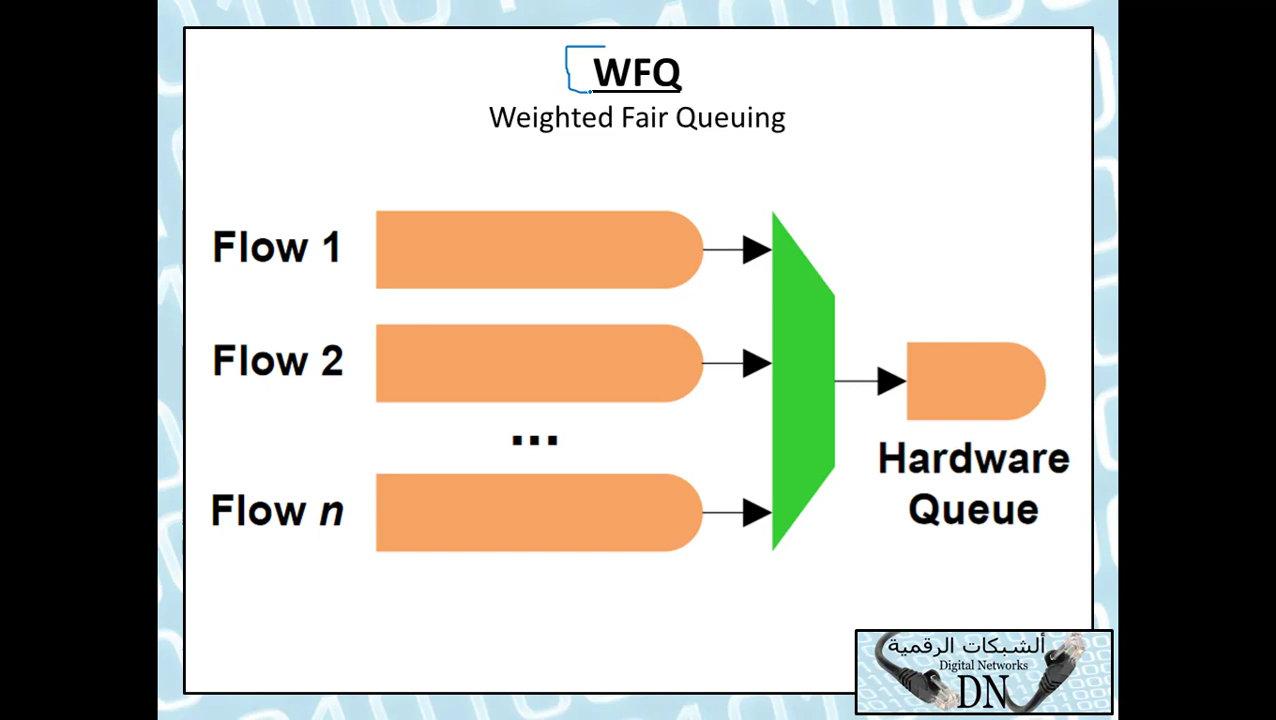 WFQ
Weighted Fair Queuing
Flow 1
Flow 2
...
Flow n
Hardware
Queue
ألشبكات الرقمية
Digital Networks
DN